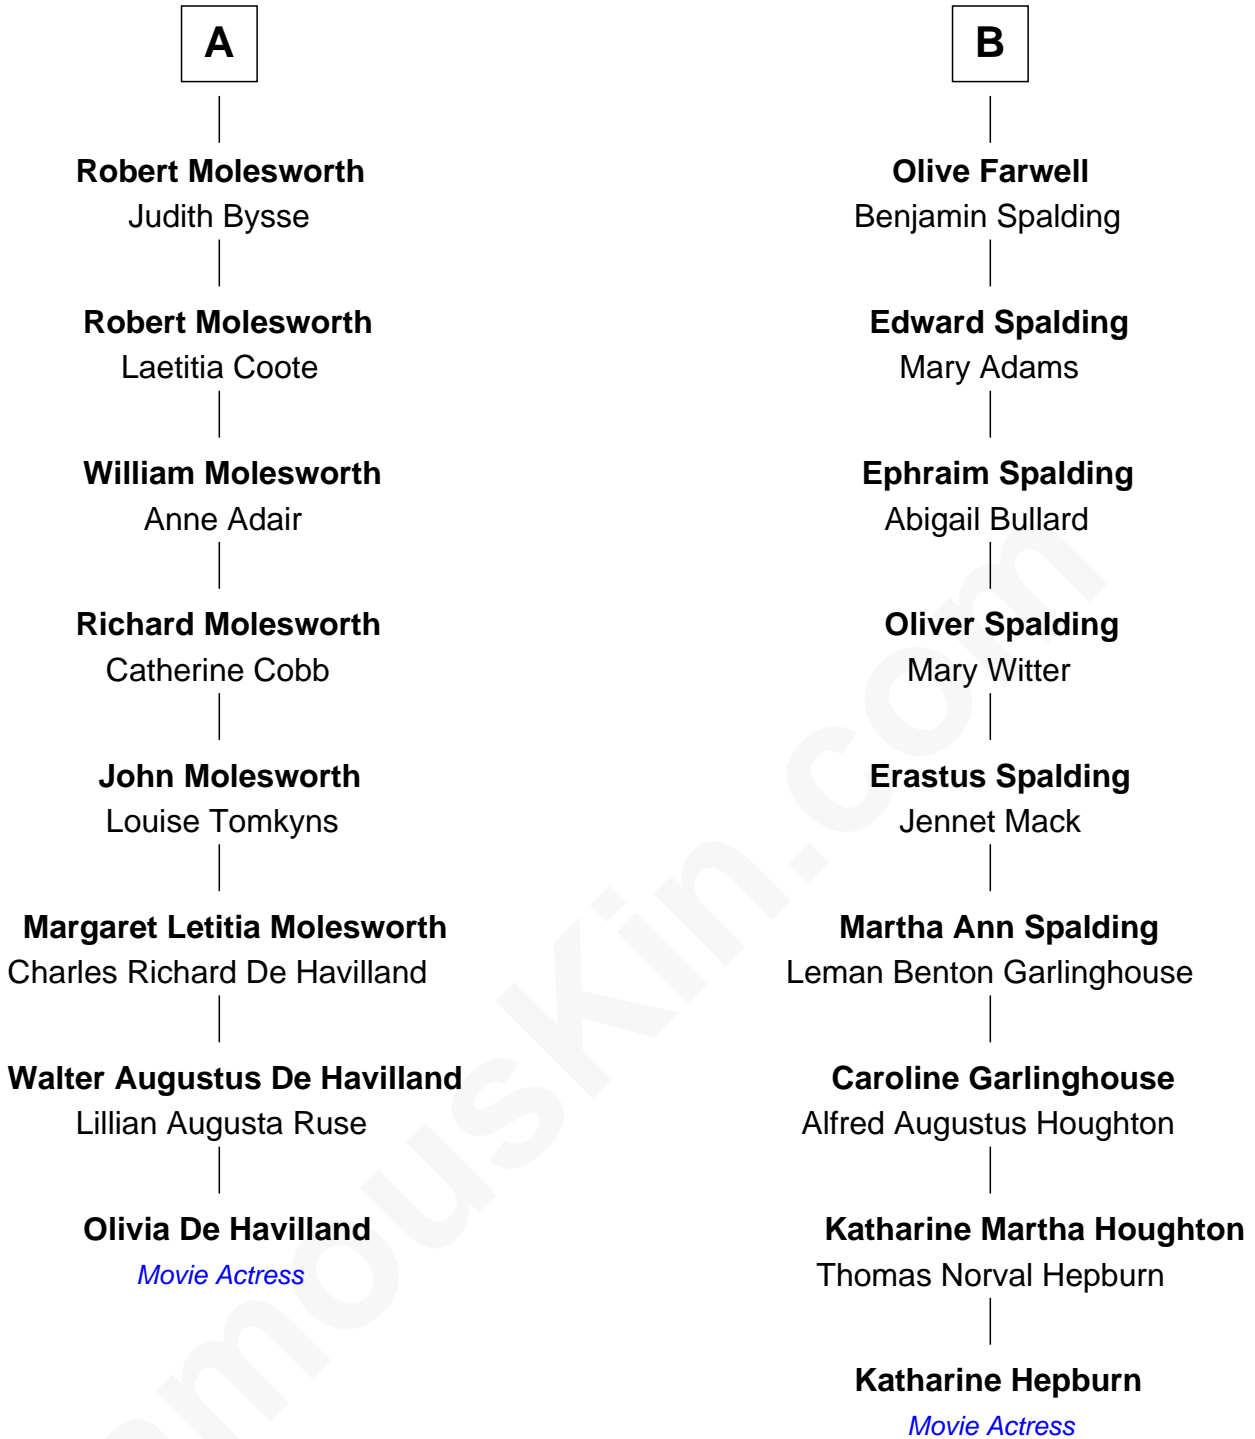 A
Robert Molesworth
Judith Bysse
Robert Molesworth
Laetitia Coote
William Molesworth
Anne Adair
Richard Molesworth
Catherine Cobb
John Molesworth
Louise Tomkyns
Margaret Letitia Molesworth
Charles Richard De Havilland
Walter Augustus De Havilland
Lillian Augusta Ruse
Olivia De Havilland
Movie Actress
B
Olive Farwell
Benjamin Spalding
Edward Spalding
Mary Adams
Ephraim Spalding
Abigail Bullard
Oliver Spalding
Mary Witter
Erastus Spalding
Jennet Mack
Martha Ann Spalding
Leman Benton Garlinghouse
Caroline Garlinghouse
Alfred Augustus Houghton
Katharine Martha Houghton
Thomas Norval Hepburn
Katharine Hepburn
Movie Actress
amousKin.com